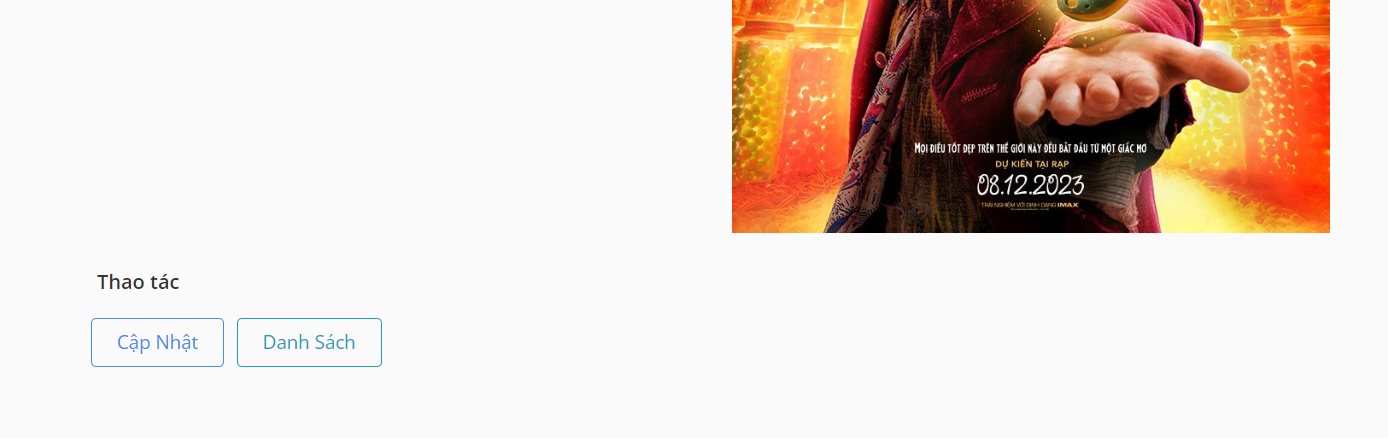 MỌI ĐIỀU TỐT ĐẸP TRÊN THẾ GIỚI NÀY ĐỀU BẮT ĐẦU TỪ MỘT GIẤC MƠ
DỰ KIẾN TẠI RẠP
08.12.2023
TRẢI NGHIỆM VỚI ĐỊNH DẠNG IMAX
Thao tác
Cập Nhật
Danh Sách